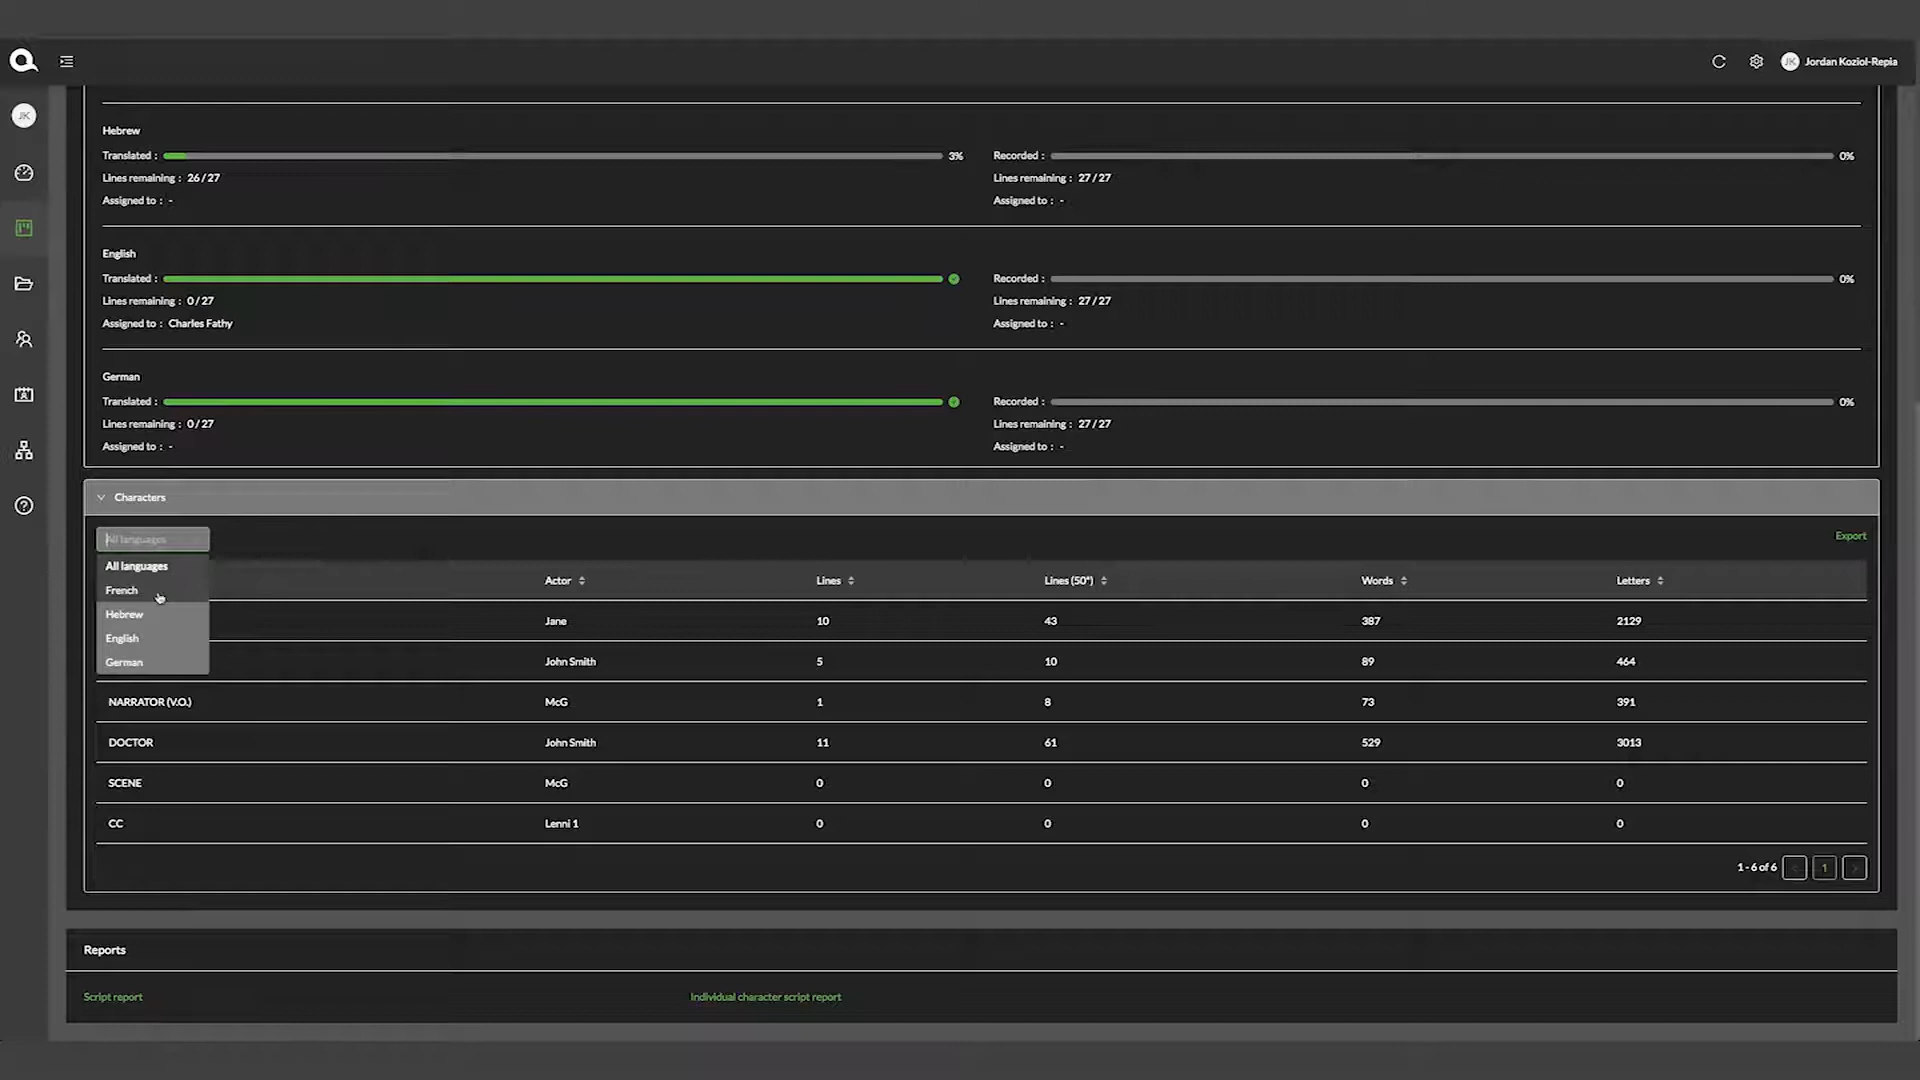 JK Jordan Koziol-Repia
JK
Hebrew
Translated : 3% Recorded : 0%
Lines remaining : 26 / 27 Lines remaining : 27 / 27
Assigned to : - Assigned to : -
English
Translated : Recorded : 0%
Lines remaining : 0 / 27 Lines remaining : 27 / 27
Assigned to : Charles Fathy Assigned to : -
German
Translated : Recorded : 0%
Lines remaining : 0 / 27 Lines remaining : 27 / 27
Assigned to : - Assigned to : -
Characters
All languages Export
All languages
French
Hebrew
English
German
Actor Lines Lines (50*) Words Letters
Jane 10 43 387 2129
John Smith 5 10 89 464
NARRATOR (V.O.) McG 1 8 73 391
DOCTOR John Smith 11 61 529 3013
SCENE McG 0 0 0 0
CC Lenni 1 0 0 0 0
1 - 6 of 6 < 1 >
Reports
Script report Individual character script report